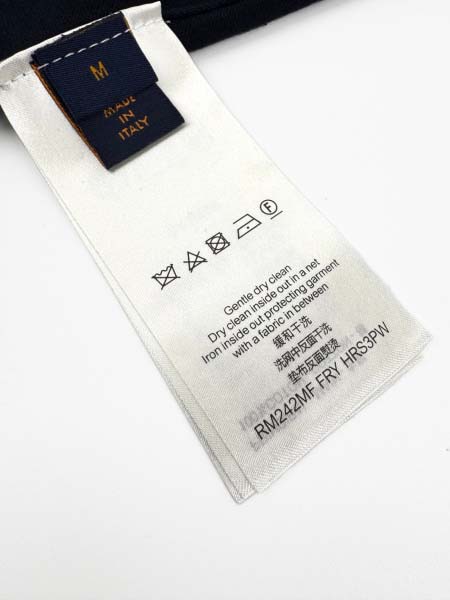 M
MADE
IN
ITALY
F
Gentle dry clean
Dry clean inside out in a net
Iron inside out protecting garment
with a fabric in between
缓和干洗
洗网中反面干洗
垫布反面熨烫
RM242MF FRY HRS3PW